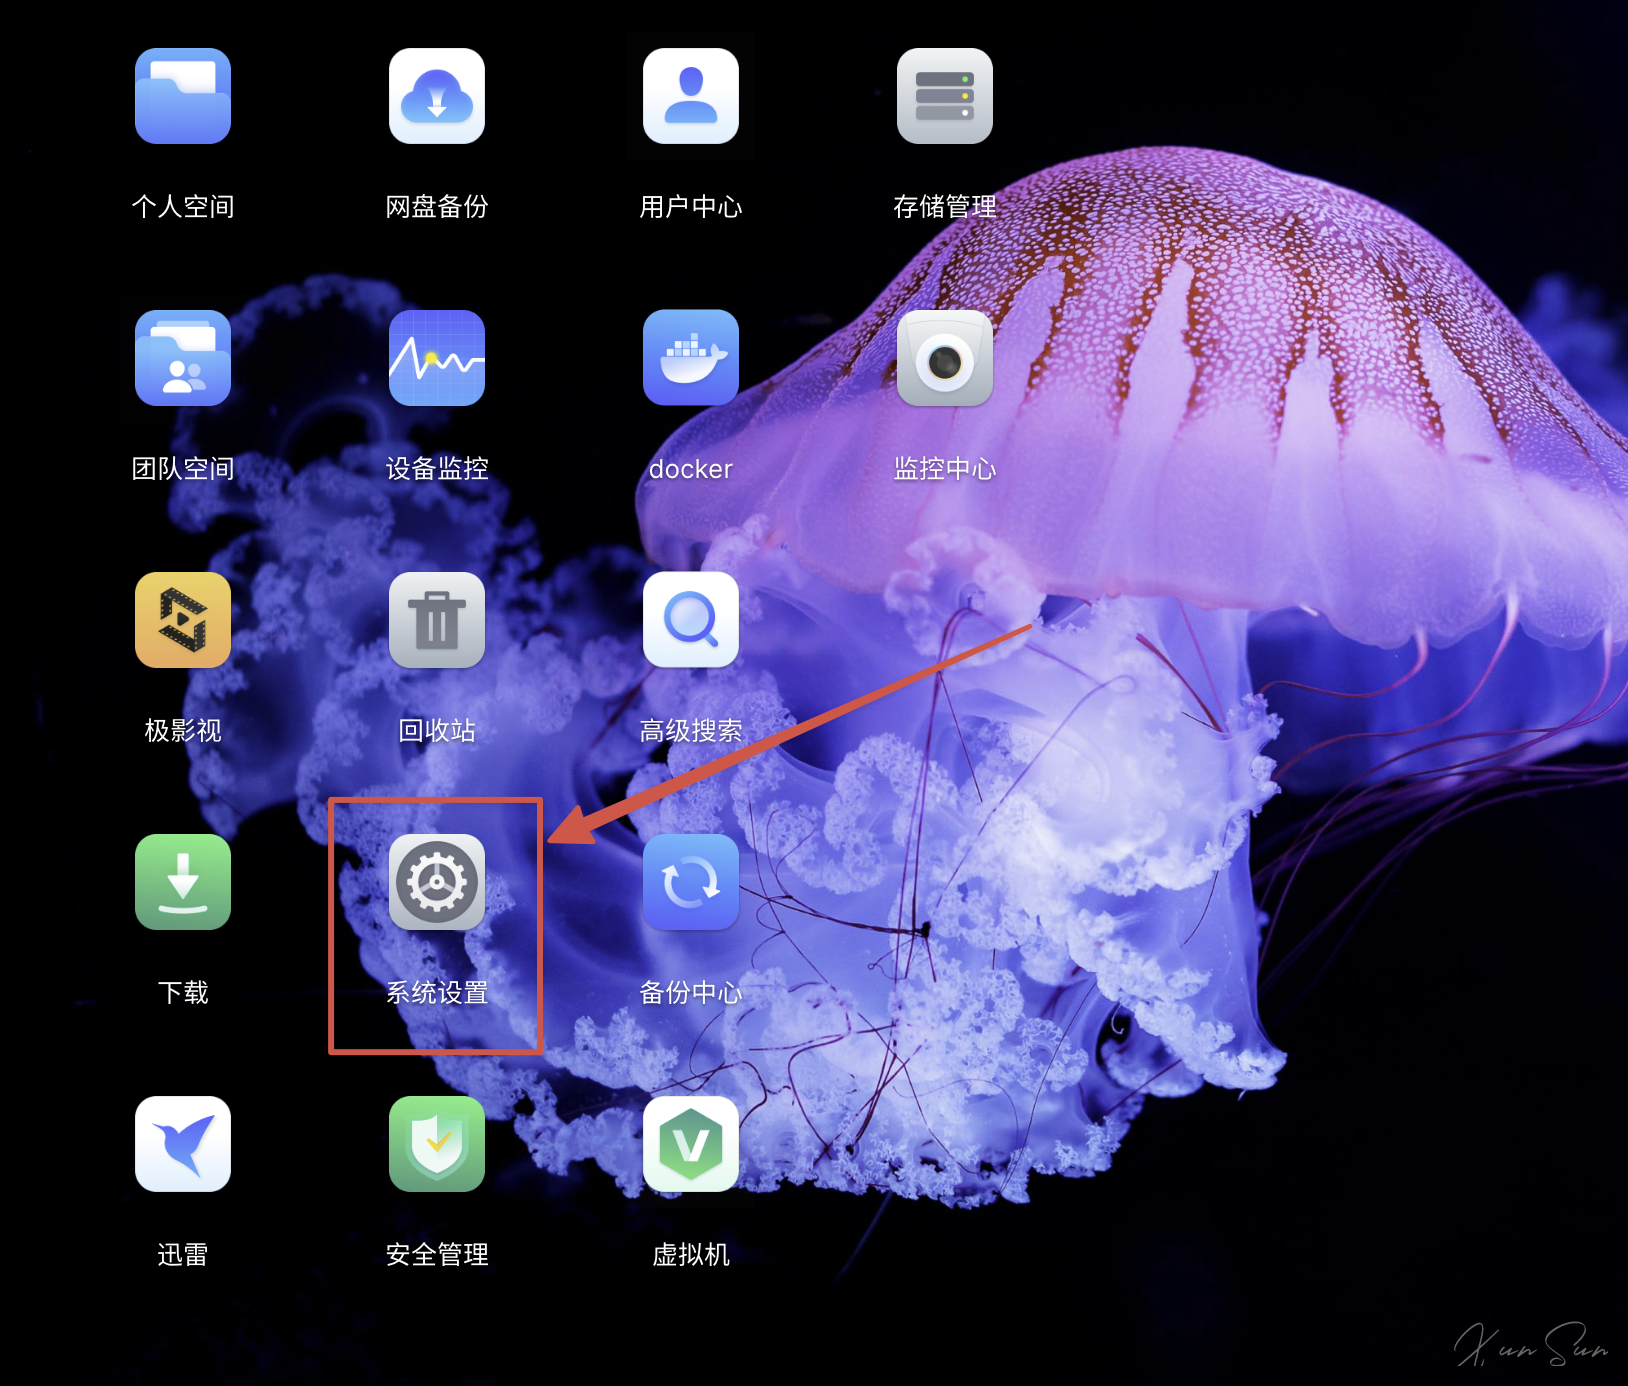 个人空间
网盘备份
用户中心
存储管理
团队空间
设备监控
docker
监控中心
极影视
回收站
高级搜索
下载
系统设置
备份中心
迅雷
安全管理
虚拟机
Xun Sun